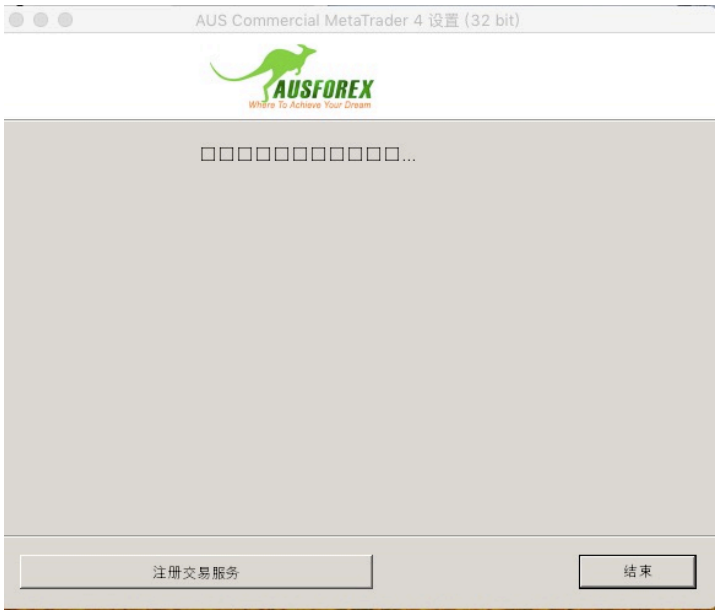 AUS Commercial MetaTrader 4 设置 (32 bit)
AUSFOREX
Where To Achieve Your Dream
□□□□□□□□□□□...
注册交易服务
结束